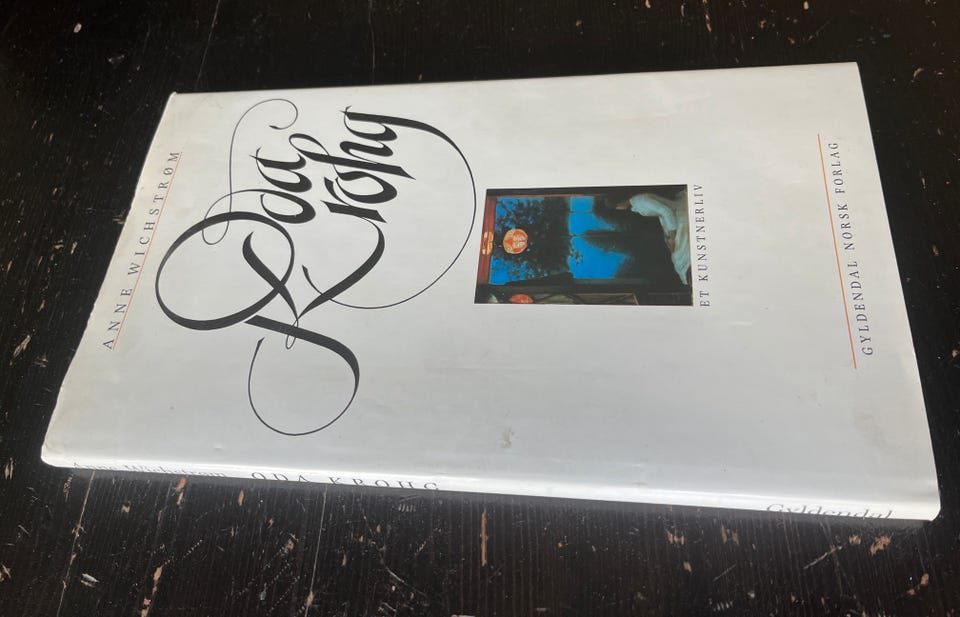 ANNE WICHSTRØM
Oda
Krohg
ET KUNSTNERLIV
GYLDENDAL NORSK FORLAG
Anne Wichstrøm ODA KROHG Gyldendal